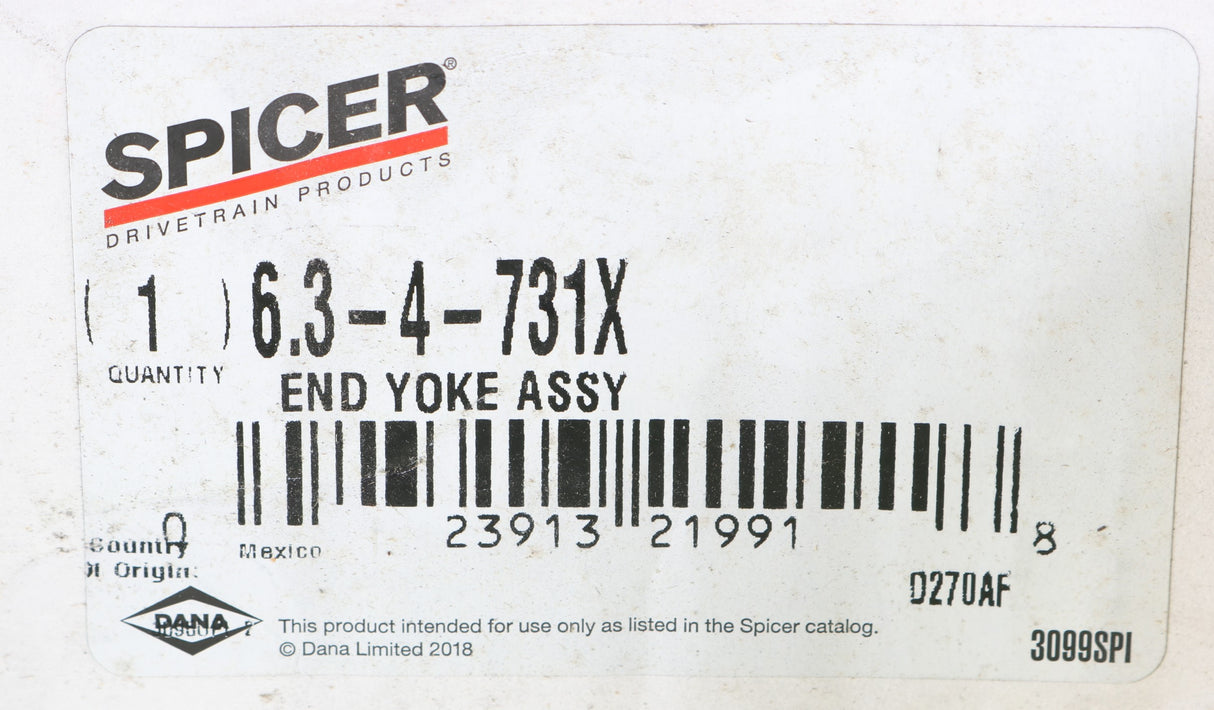 SPICER®
DRIVETRAIN PRODUCTS
( 1 ) 6.3-4-731X
QUANTITY
END YOKE ASSY
0 23913 21991 8
Country Mexico
Of Origin:
D270AF
DANA
This product intended for use only as listed in the Spicer catalog.
© Dana Limited 2018
3099SPI